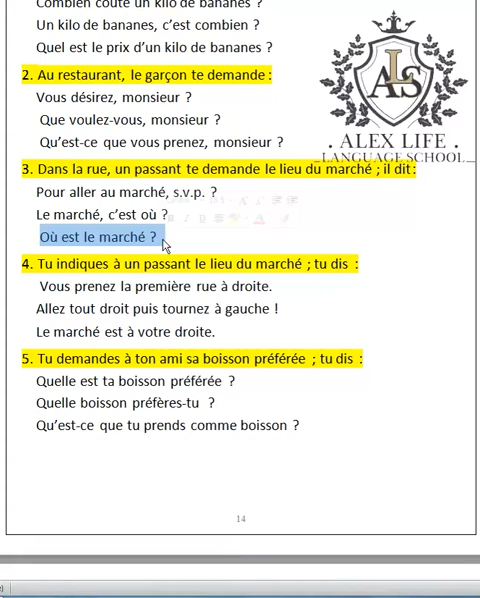 Combien coûte un kilo de bananes ?
Un kilo de bananes, c’est combien ?
Quel est le prix d’un kilo de bananes ?
2. Au restaurant, le garçon te demande :
Vous désirez, monsieur ?
Que voulez-vous, monsieur ?
Qu’est-ce que vous prenez, monsieur ?
ALS
. ALEX LIFE .
LANGUAGE SCHOOL
3. Dans la rue, un passant te demande le lieu du marché ; il dit :
Pour aller au marché, s.v.p. ?
Le marché, c’est où ?
Où est le marché ?
4. Tu indiques à un passant le lieu du marché ; tu dis :
Vous prenez la première rue à droite.
Allez tout droit puis tournez à gauche !
Le marché est à votre droite.
5. Tu demandes à ton ami sa boisson préférée ; tu dis :
Quelle est ta boisson préférée ?
Quelle boisson préfères-tu ?
Qu’est-ce que tu prends comme boisson ?
14